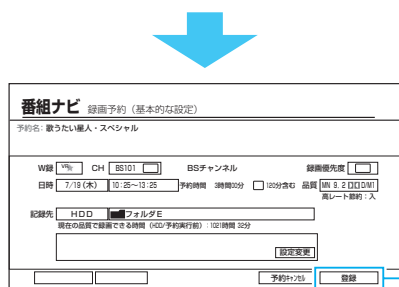 番組ナビ 録画予約(基本的な設定)
予約名：歌うたい星人・スペシャル
W録 CH BS101 BSチャンネル 録画優先度
日時 7/19(木) 10:25~13:25 予約時間 3時間00分 120分含む 品質 MN 9.2 D/M1
高レート節約：入
記録先 HDD フォルダE
現在の品質で録画できる時間（HDD/予約実行前）：1021時間 32分
設定変更
予約ｷｬﾝｾﾙ 登録